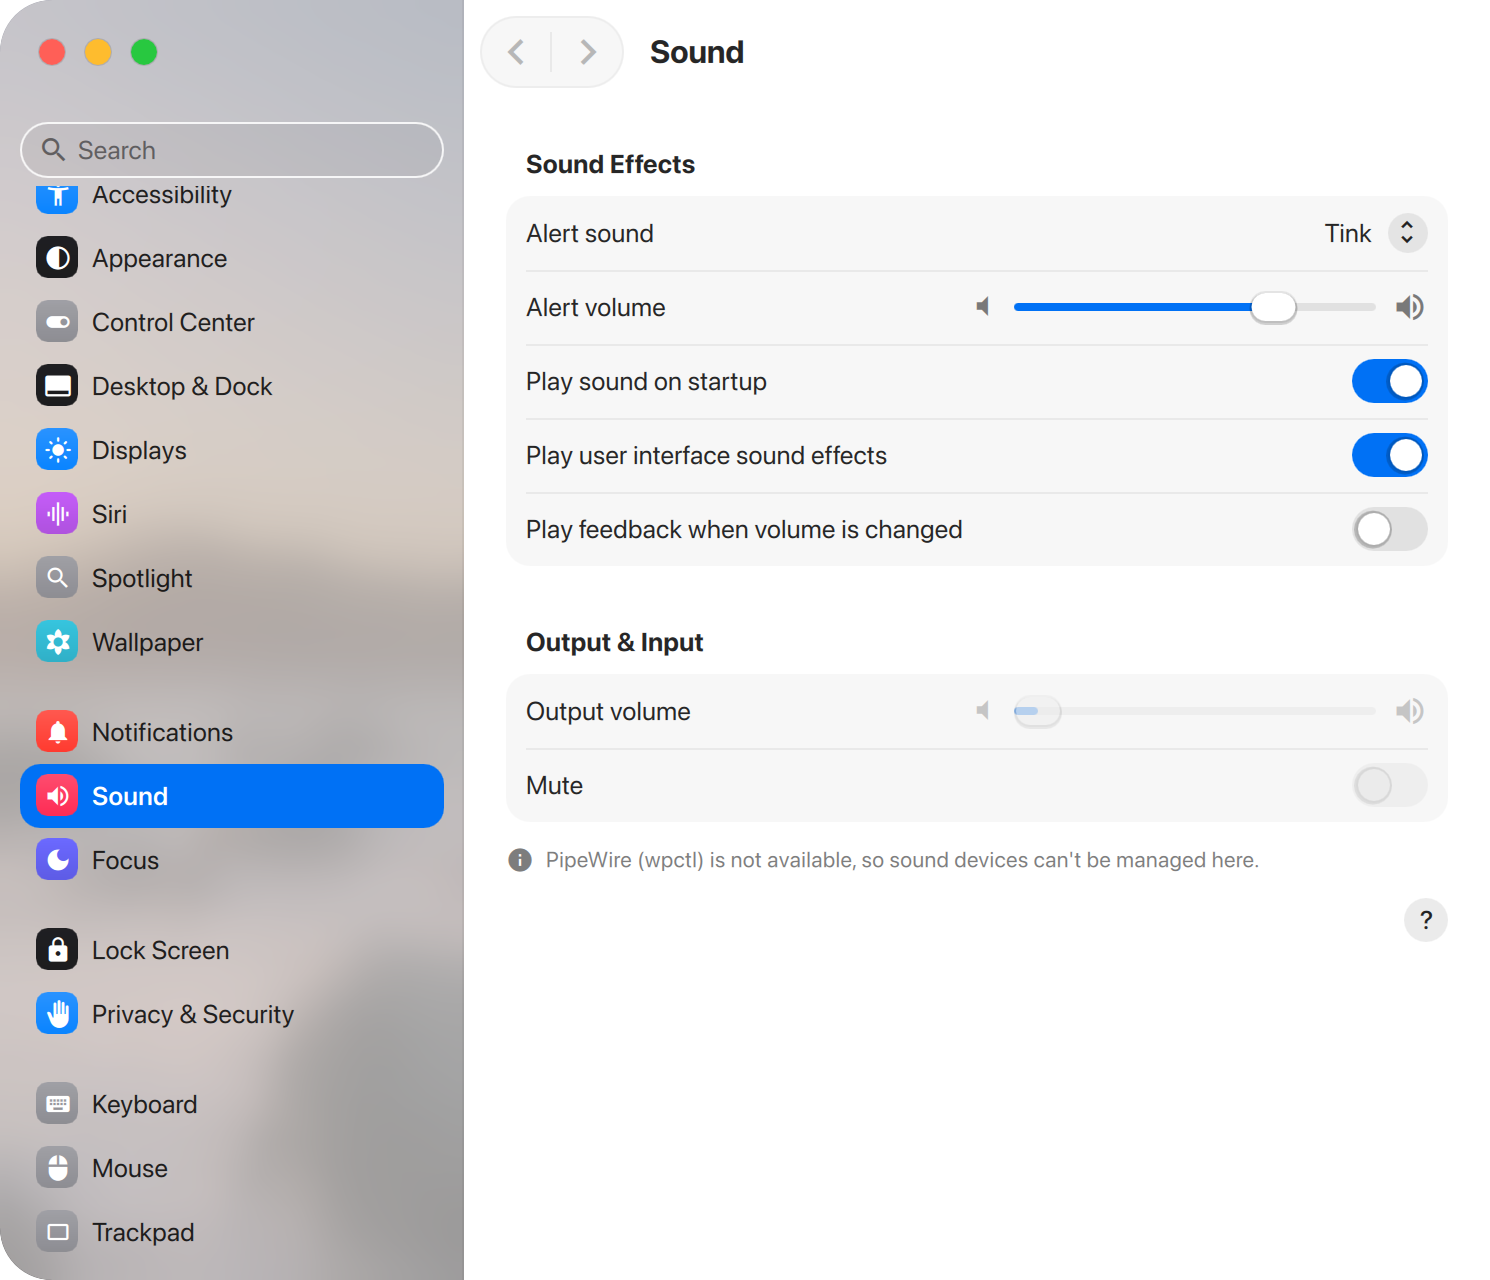 Search
Accessibility
Appearance
Control Center
Desktop & Dock
Displays
Siri
Spotlight
Wallpaper
Notifications
Sound
Focus
Lock Screen
Privacy & Security
Keyboard
Mouse
Trackpad
Sound
Sound Effects
Alert sound
Tink
Alert volume
Play sound on startup
Play user interface sound effects
Play feedback when volume is changed
Output & Input
Output volume
Mute
PipeWire (wpctl) is not available, so sound devices can't be managed here.
?